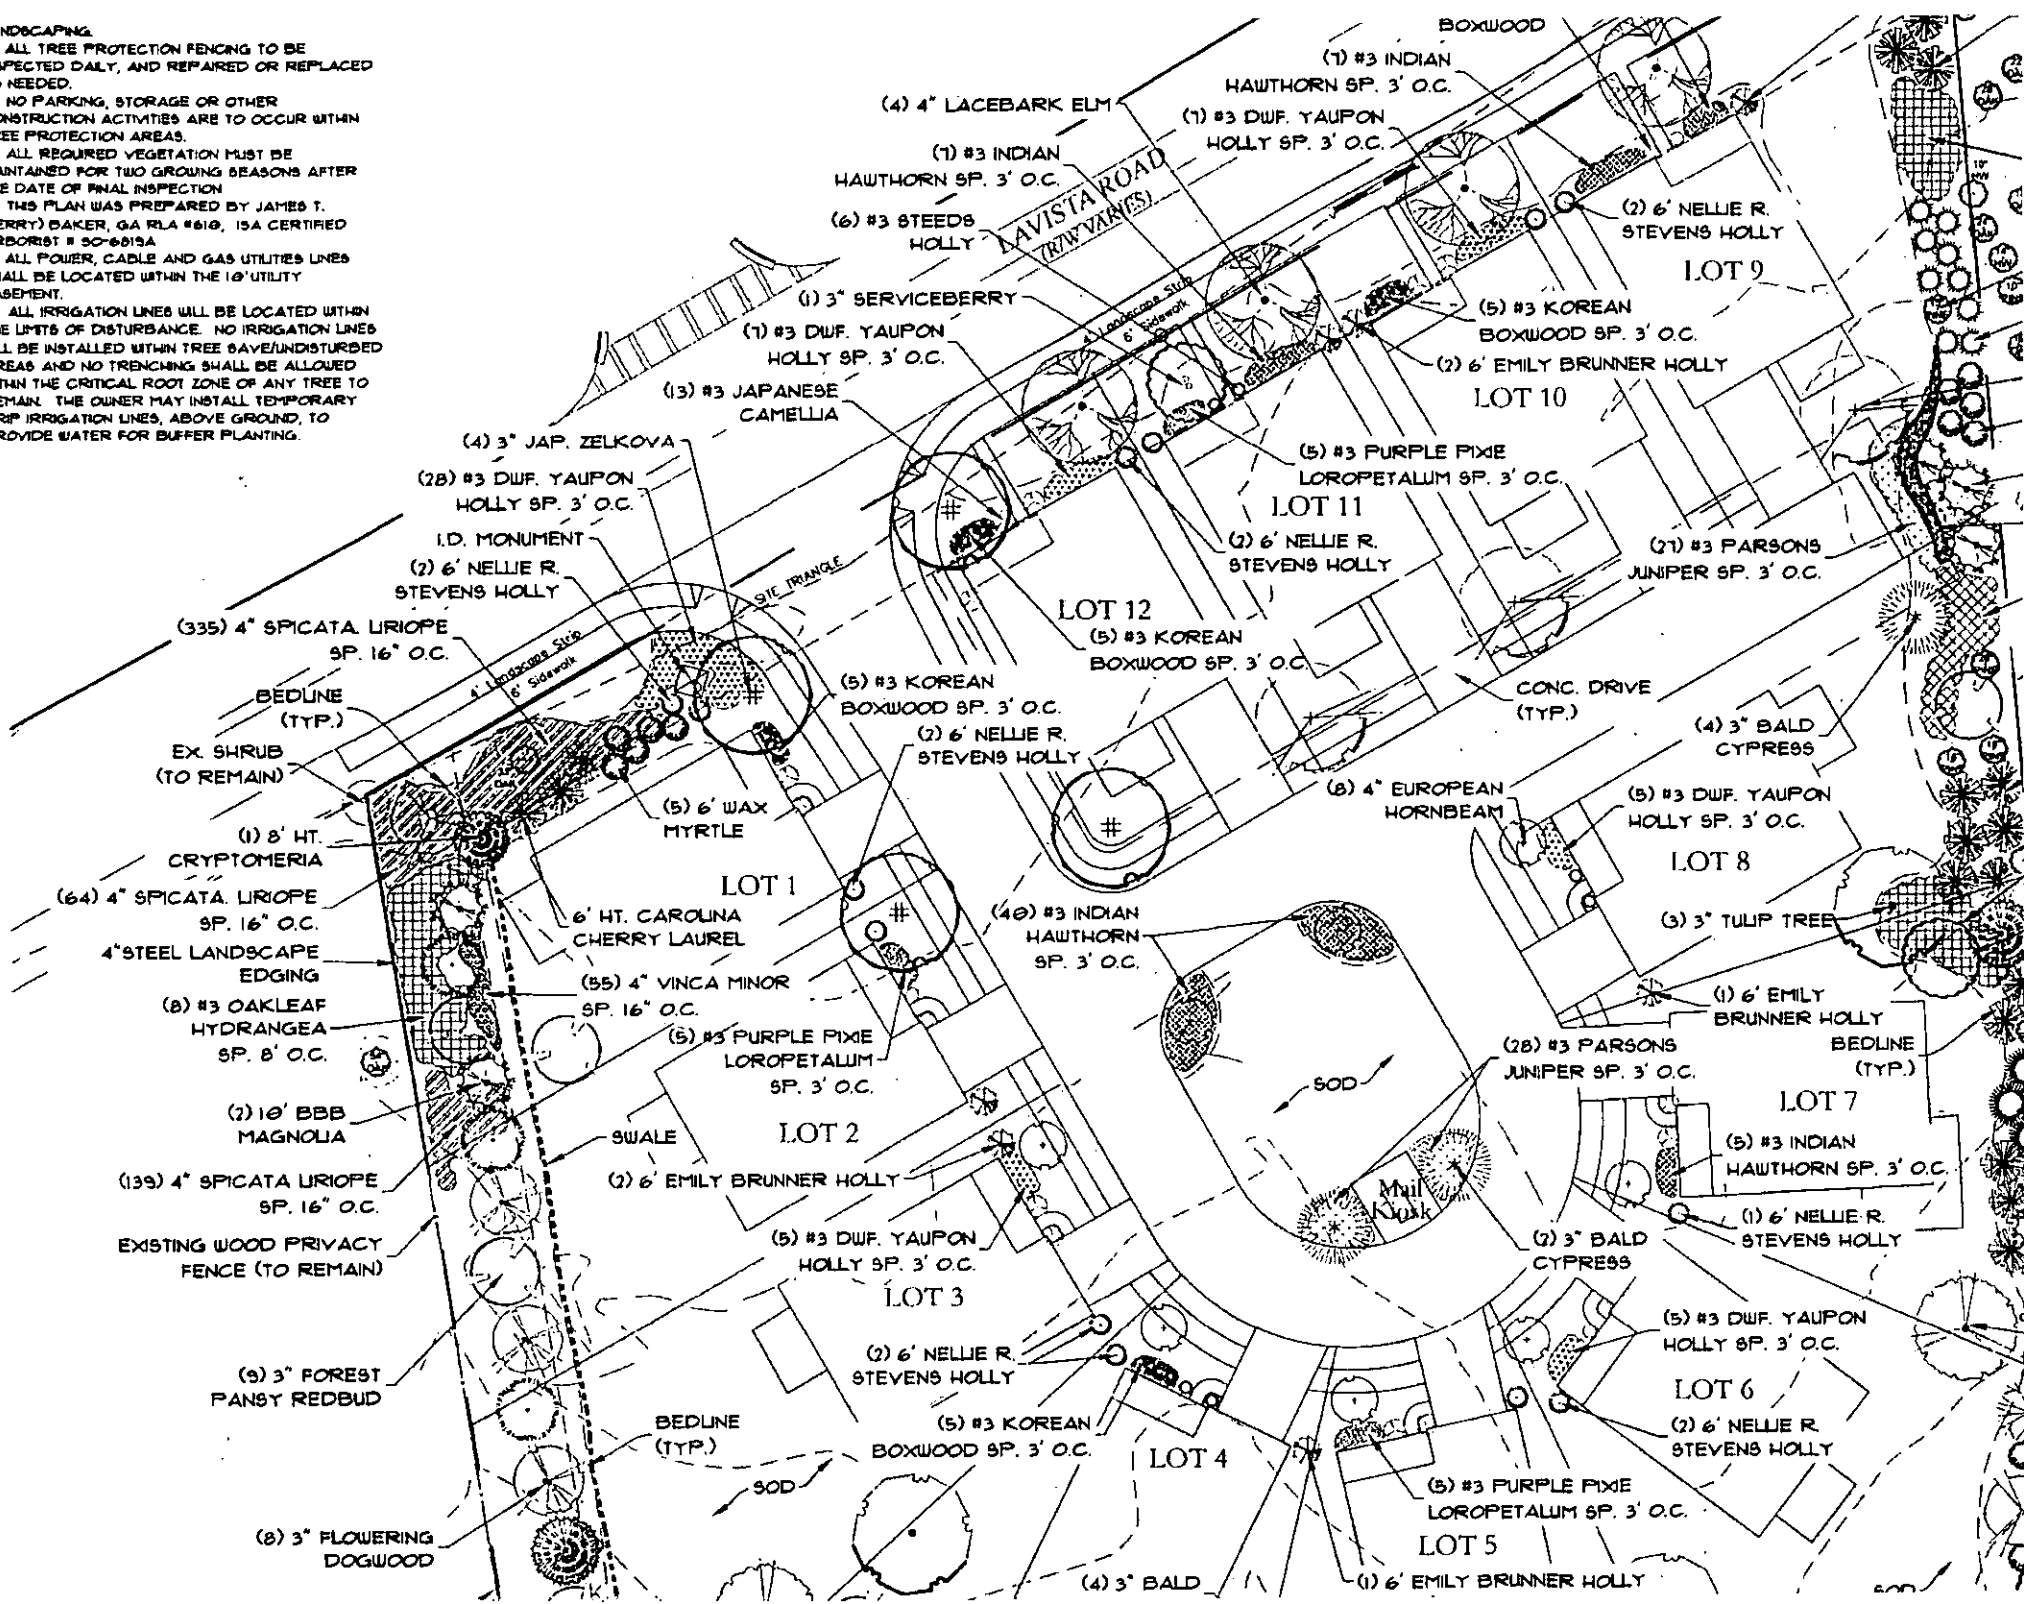 NDSCAPING.
ALL TREE PROTECTION FENCING TO BE
SPECTED DAILY, AND REPAIRED OR REPLACED
NEEDED.
NO PARKING, STORAGE OR OTHER
ONSTRUCTION ACTIVITIES ARE TO OCCUR WITHIN
EE PROTECTION AREAS.
ALL REQUIRED VEGETATION MUST BE
AINTAINED FOR TWO GROWING SEASONS AFTER
E DATE OF FINAL INSPECTION
THIS PLAN WAS PREPARED BY JAMES T.
ERRY) BAKER, GA RLA #610, ISA CERTIFIED
RBORIST # SO-6819A
ALL POWER, CABLE AND GAS UTILITIES LINES
HALL BE LOCATED WITHIN THE 10' UTILITY
SEMENT.
ALL IRRIGATION LINES WILL BE LOCATED WITHIN
E LIMITS OF DISTURBANCE. NO IRRIGATION LINES
LL BE INSTALLED WITHIN TREE SAVE/UNDISTURBED
REAS AND NO TRENCHING SHALL BE ALLOWED
THIN THE CRITICAL ROOT ZONE OF ANY TREE TO
EMAIN. THE OWNER MAY INSTALL TEMPORARY
RIP IRRIGATION LINES, ABOVE GROUND, TO
ROVIDE WATER FOR BUFFER PLANTING.
BOXWOOD
(7) #3 INDIAN
HAWTHORN SP. 3' O.C.
(4) 4" LACEBARK ELM
(7) #3 DWF. YAUPON
HOLLY SP. 3' O.C.
(7) #3 INDIAN
HAWTHORN SP. 3' O.C.
LAVISTA ROAD
(R/W VARIES)
(6) #3 STEEDS
HOLLY
(2) 6' NELLIE R.
STEVENS HOLLY
LOT 9
(1) 3" SERVICEBERRY
4' Landscape Strip
6' Sidewalk
(5) #3 KOREAN
BOXWOOD SP. 3' O.C.
(7) #3 DWF. YAUPON
HOLLY SP. 3' O.C.
(2) 6' EMILY BRUNNER HOLLY
LOT 10
(13) #3 JAPANESE
CAMELLIA
(4) 3" JAP. ZELKOVA
(5) #3 PURPLE PIXIE
LOROPETALUM SP. 3' O.C.
LOT 11
(28) #3 DWF. YAUPON
HOLLY SP. 3' O.C.
I.D. MONUMENT
(2) 6' NELLIE R.
STEVENS HOLLY
(2) 6' NELLIE R.
STEVENS HOLLY
(27) #3 PARSONS
JUNIPER SP. 3' O.C.
SITE TRIANGLE
LOT 12
(335) 4" SPICATA. LIRIOPE
SP. 16" O.C.
(5) #3 KOREAN
BOXWOOD SP. 3' O.C.
4' Landscape Strip
6' Sidewalk
BEDLINE
(TYP.)
(5) #3 KOREAN
BOXWOOD SP. 3' O.C.
CONC. DRIVE
(TYP.)
(4) 3" BALD
CYPRESS
EX. SHRUB
(TO REMAIN)
(2) 6' NELLIE R.
STEVENS HOLLY
(5) 6' WAX
MYRTLE
(8) 4" EUROPEAN
HORNBEAM
(5) #3 DWF. YAUPON
HOLLY SP. 3' O.C.
LOT 8
(1) 8' HT.
CRYPTOMERIA
LOT 1
(64) 4" SPICATA. LIRIOPE
SP. 16" O.C.
6' HT. CAROLINA
CHERRY LAUREL
(40) #3 INDIAN
HAWTHORN
SP. 3' O.C.
(3) 3" TULIP TREE
4"STEEL LANDSCAPE
EDGING
(55) 4" VINCA MINOR
SP. 16" O.C.
(8) #3 OAKLEAF
HYDRANGEA
SP. 8' O.C.
(1) 6' EMILY
BRUNNER HOLLY
(5) #3 PURPLE PIXIE
LOROPETALUM
SP. 3' O.C.
(28) #3 PARSONS
JUNIPER SP. 3' O.C.
BEDLINE
(TYP.)
SOD
LOT 7
(2) 10' BBB
MAGNOLIA
SWALE
LOT 2
(5) #3 INDIAN
HAWTHORN SP. 3' O.C.
(139) 4" SPICATA LIRIOPE
SP. 16" O.C.
(2) 6' EMILY BRUNNER HOLLY
Mail
Kiosk
(1) 6' NELLIE R.
STEVENS HOLLY
EXISTING WOOD PRIVACY
FENCE (TO REMAIN)
(5) #3 DWF. YAUPON
HOLLY SP. 3' O.C.
(2) 3" BALD
CYPRESS
LOT 3
(5) #3 DWF. YAUPON
HOLLY SP. 3' O.C.
(9) 3" FOREST
PANSY REDBUD
(2) 6' NELLIE R.
STEVENS HOLLY
LOT 6
(2) 6' NELLIE R.
STEVENS HOLLY
BEDLINE
(TYP.)
(5) #3 KOREAN
BOXWOOD SP. 3' O.C.
LOT 4
SOD
(5) #3 PURPLE PIXIE
LOROPETALUM SP. 3' O.C.
(8) 3" FLOWERING
DOGWOOD
LOT 5
(4) 3" BALD
(1) 6' EMILY BRUNNER HOLLY
SOD